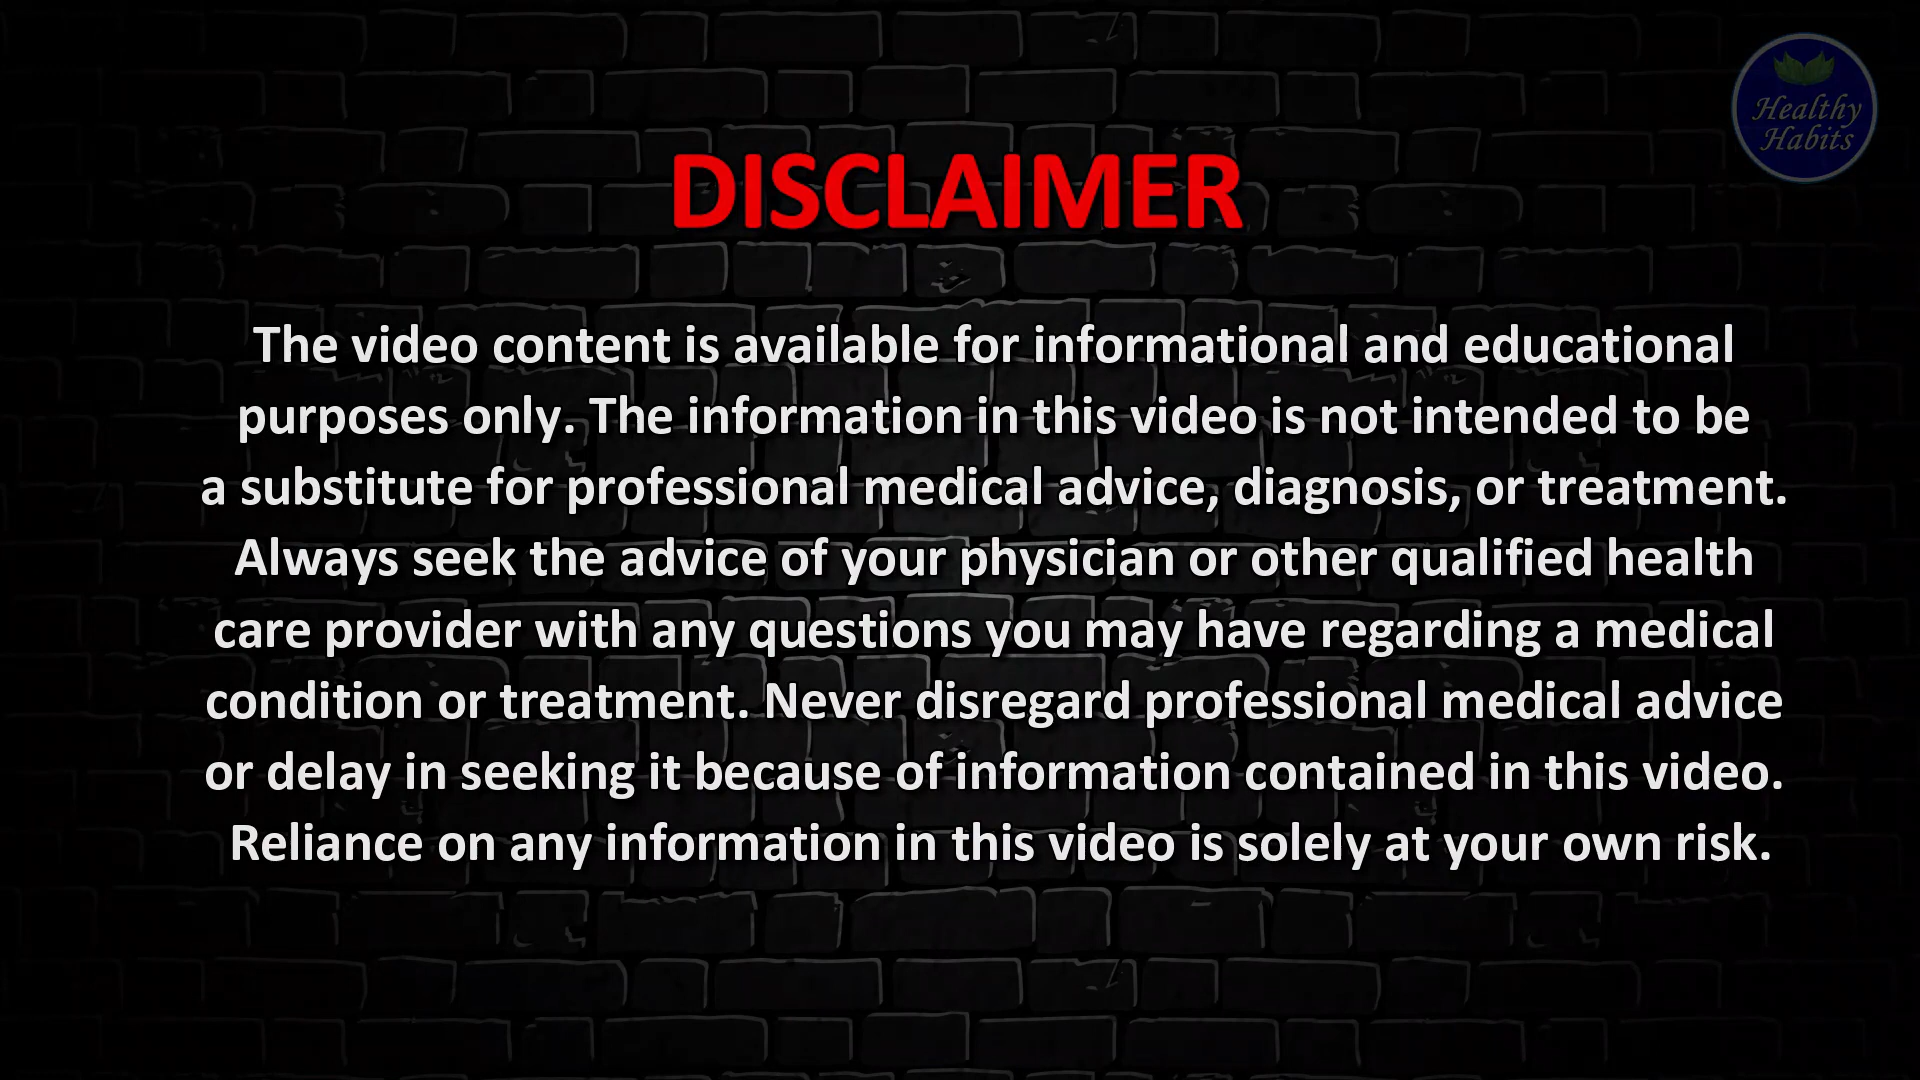 Healthy
Habits
DISCLAIMER
The video content is available for informational and educational
purposes only. The information in this video is not intended to be
a substitute for professional medical advice, diagnosis, or treatment.
Always seek the advice of your physician or other qualified health
care provider with any questions you may have regarding a medical
condition or treatment. Never disregard professional medical advice
or delay in seeking it because of information contained in this video.
Reliance on any information in this video is solely at your own risk.